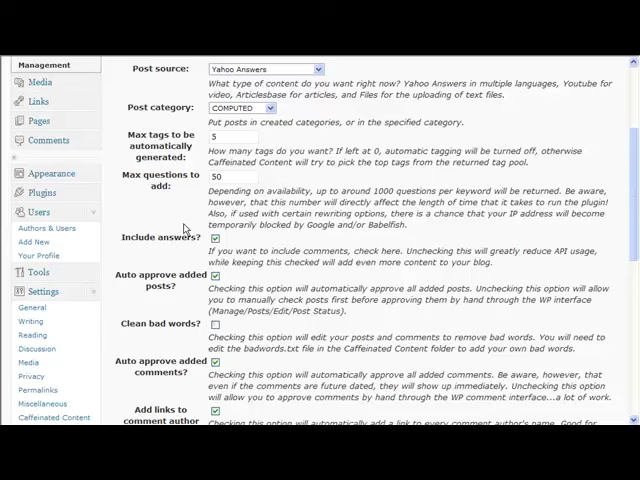 Management
Media
Links
Pages
Comments
Appearance
Plugins
Users
Authors & Users
Add New
Your Profile
Tools
Settings
General
Writing
Reading
Discussion
Media
Privacy
Permalinks
Miscellaneous
Caffeinated Content
Post source:
Yahoo Answers
What type of content do you want right now? Yahoo Answers in multiple languages, Youtube for
video, Articlesbase for articles, and Files for the uploading of text files.
Post category:
COMPUTED
Put posts in created categories, or in the specified category.
Max tags to be
automatically
generated:
5
How many tags do you want? If left at 0, automatic tagging will be turned off, otherwise
Caffeinated Content will try to pick the top tags from the returned tag pool.
Max questions to
add:
50
Depending on availability, up to around 1000 questions per keyword will be returned. Be aware,
however, that this number will directly affect the length of time that it takes to run the plugin!
Also, if used with certain rewriting options, there is a chance that your IP address will become
temporarily blocked by Google and/or Babelfish.
Include answers?
If you want to include comments, check here. Unchecking this will greatly reduce API usage,
while keeping this checked will add even more content to your blog.
Auto approve added
posts?
Checking this option will automatically approve all added posts. Unchecking this option will allow
you to manually check posts first before approving them by hand through the WP interface
(Manage/Posts/Edit/Post Status).
Clean bad words?
Checking this option will edit your posts and comments to remove bad words. You will need to
edit the badwords.txt file in the Caffeinated Content folder to add your own bad words.
Auto approve added
comments?
Checking this option will automatically approve all added comments. Be aware, however, that
even if the comments are future dated, they will show up immediately. Unchecking this option
will allow you to approve comments by hand through the WP comment interface...a lot of work.
Add links to
comment author
Checking this option will automatically add a link to every comment author's name. Good for